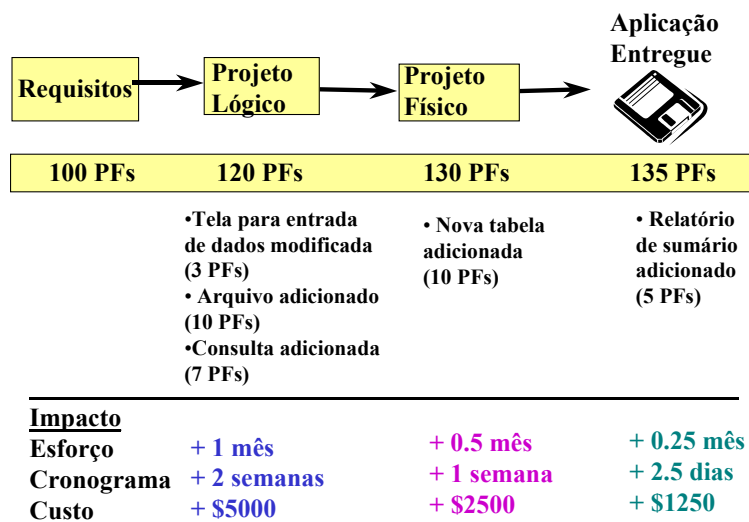 Aplicação
Entregue
Requisitos
Projeto
Lógico
Projeto
Físico
100 PFs
120 PFs
130 PFs
135 PFs
•Tela para entrada
de dados modificada
(3 PFs)
• Arquivo adicionado
(10 PFs)
•Consulta adicionada
(7 PFs)
• Nova tabela
adicionada
(10 PFs)
• Relatório
de sumário
adicionado
(5 PFs)
Impacto
Esforço + 1 mês + 0.5 mês + 0.25 mês
Cronograma + 2 semanas + 1 semana + 2.5 dias
Custo + $5000 + $2500 + $1250